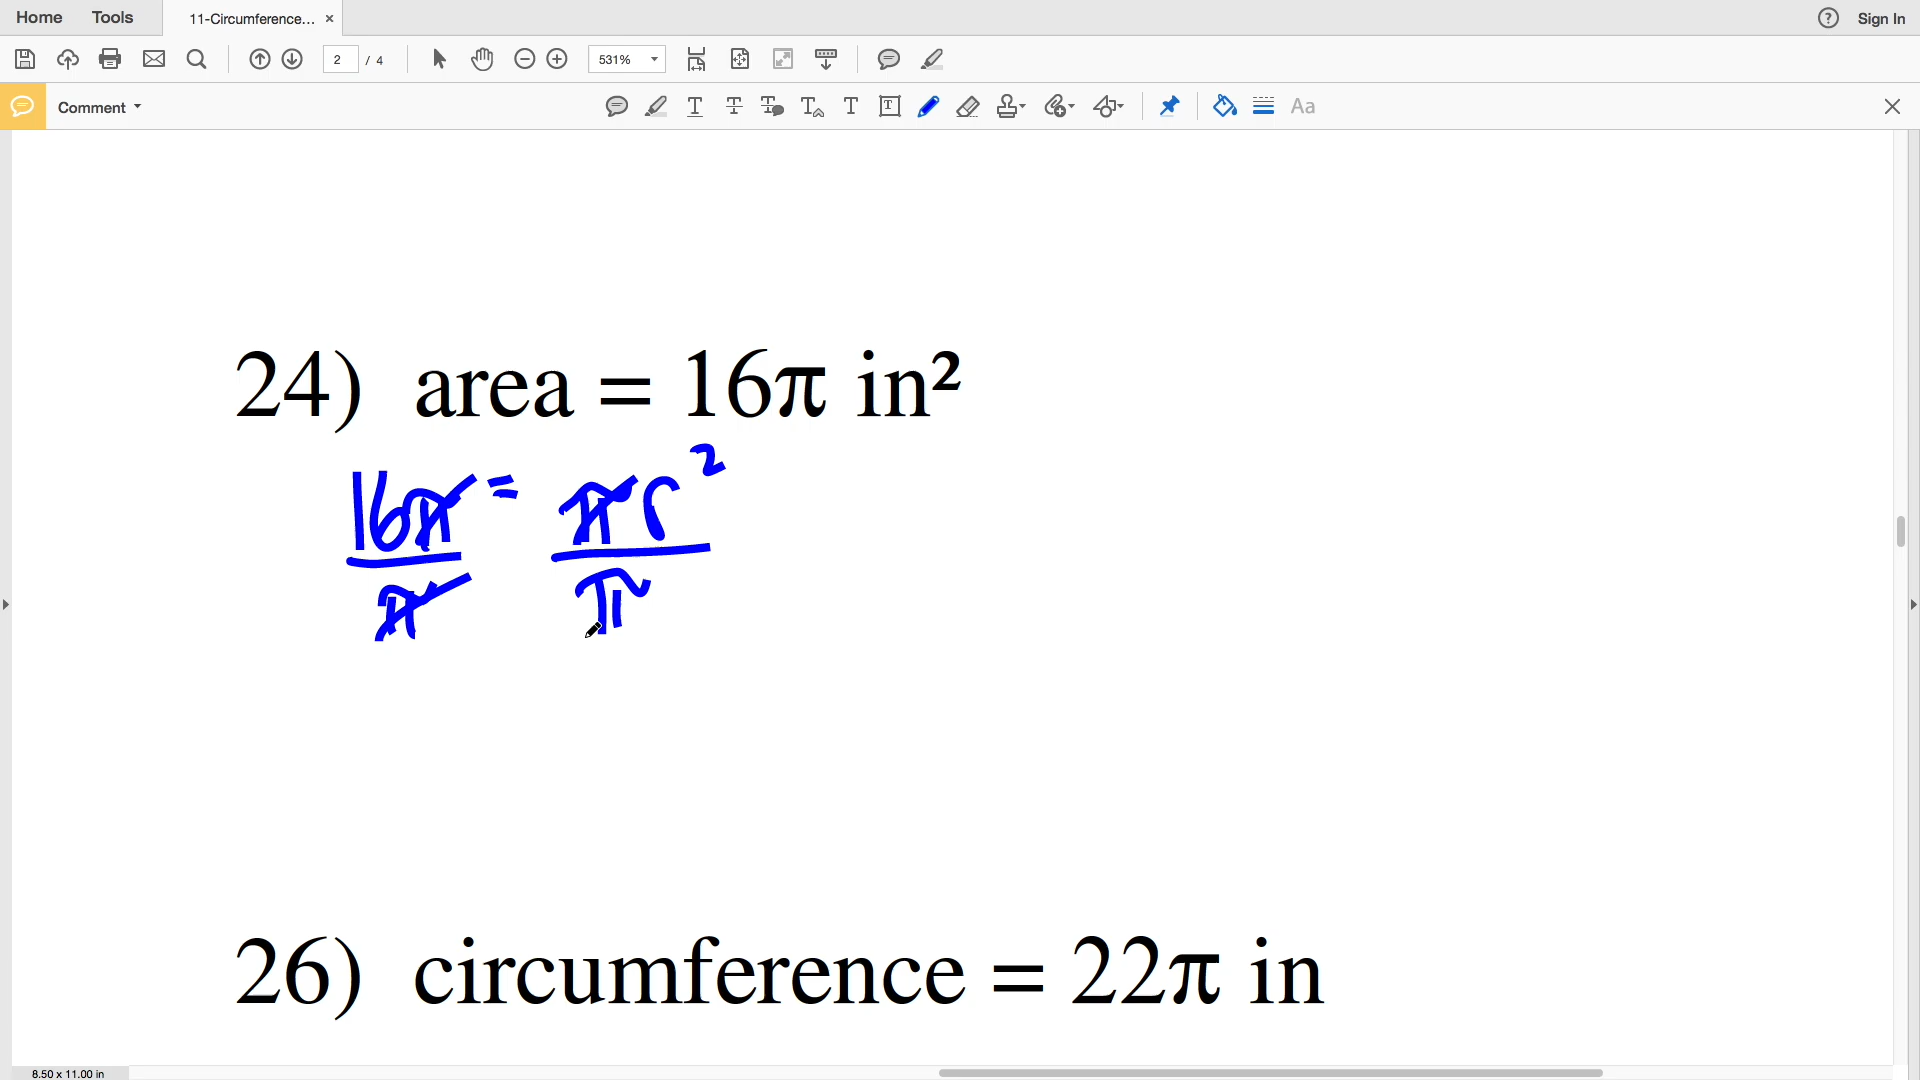 Home Tools 11-Circumference... × ? Sign In
2 / 4 531%
Comment T T T T T T Aa
24) area = 16π in²
16π = πr²
π π
26) circumference = 22π in
8.50 x 11.00 in